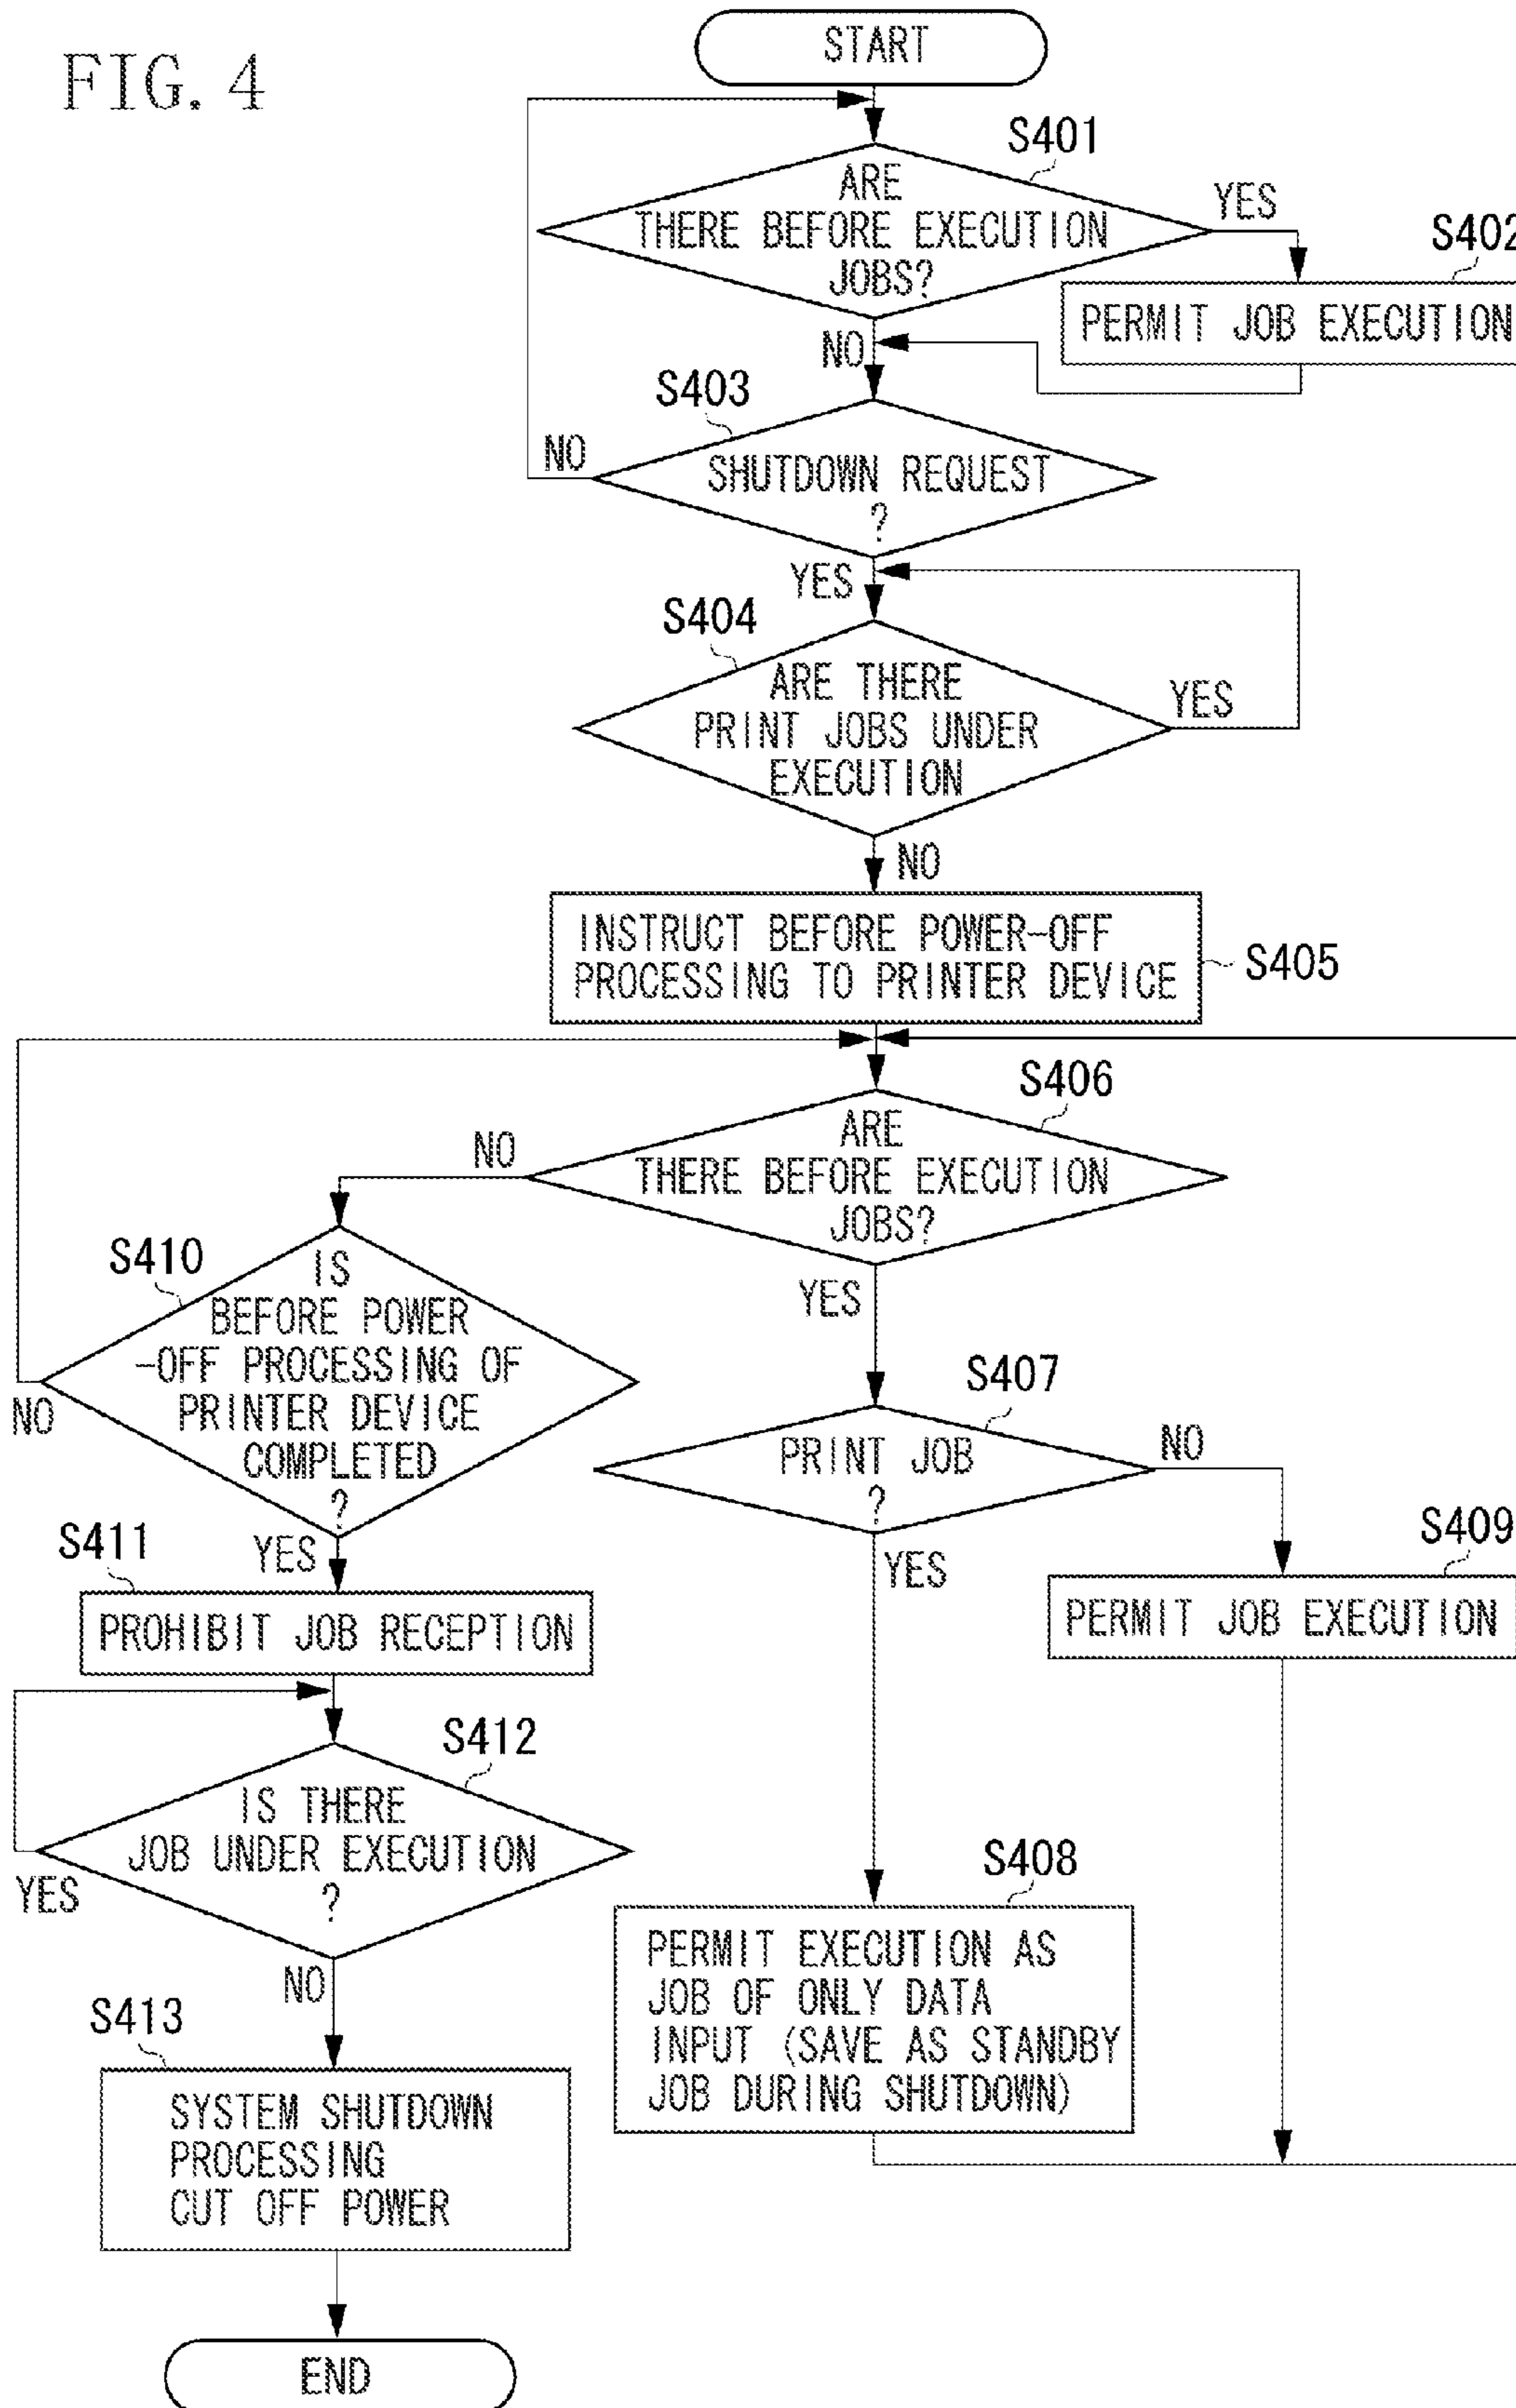 FIG. 4
START
S401
ARE
THERE BEFORE EXECUTION
JOBS?
YES
S402
PERMIT JOB EXECUTION
NO
S403
NO
SHUTDOWN REQUEST
?
YES
S404
ARE THERE
PRINT JOBS UNDER
EXECUTION
YES
NO
INSTRUCT BEFORE POWER-OFF
PROCESSING TO PRINTER DEVICE
S405
S406
ARE
THERE BEFORE EXECUTION
JOBS?
NO
YES
S410
IS
BEFORE POWER
-OFF PROCESSING OF
PRINTER DEVICE
COMPLETED
?
NO
YES
S407
PRINT JOB
?
NO
YES
S409
PERMIT JOB EXECUTION
S411
PROHIBIT JOB RECEPTION
S412
IS THERE
JOB UNDER EXECUTION
?
YES
NO
S408
PERMIT EXECUTION AS
JOB OF ONLY DATA
INPUT (SAVE AS STANDBY
JOB DURING SHUTDOWN)
S413
SYSTEM SHUTDOWN
PROCESSING
CUT OFF POWER
END